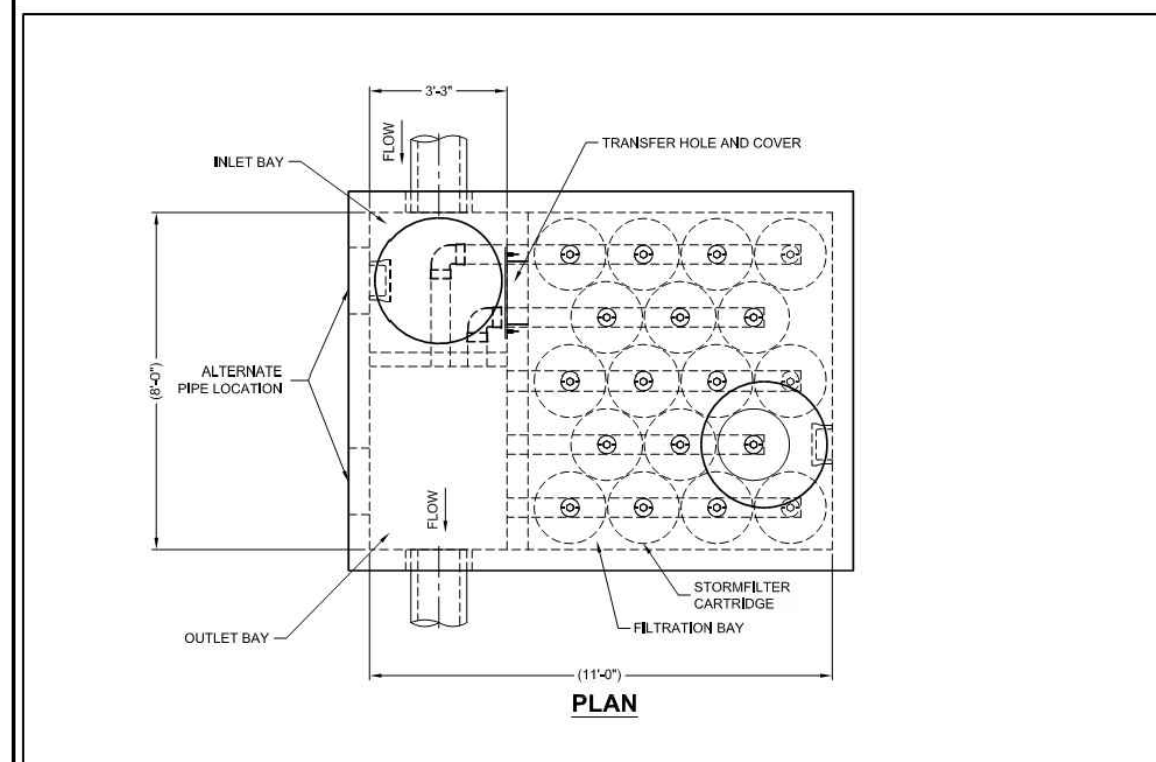 3'-3"
FLOW
TRANSFER HOLE AND COVER
INLET BAY
ALTERNATE
PIPE LOCATION
(8'-0")
FLOW
STORMFILTER
CARTRIDGE
FILTRATION BAY
OUTLET BAY
(11'-0")
PLAN